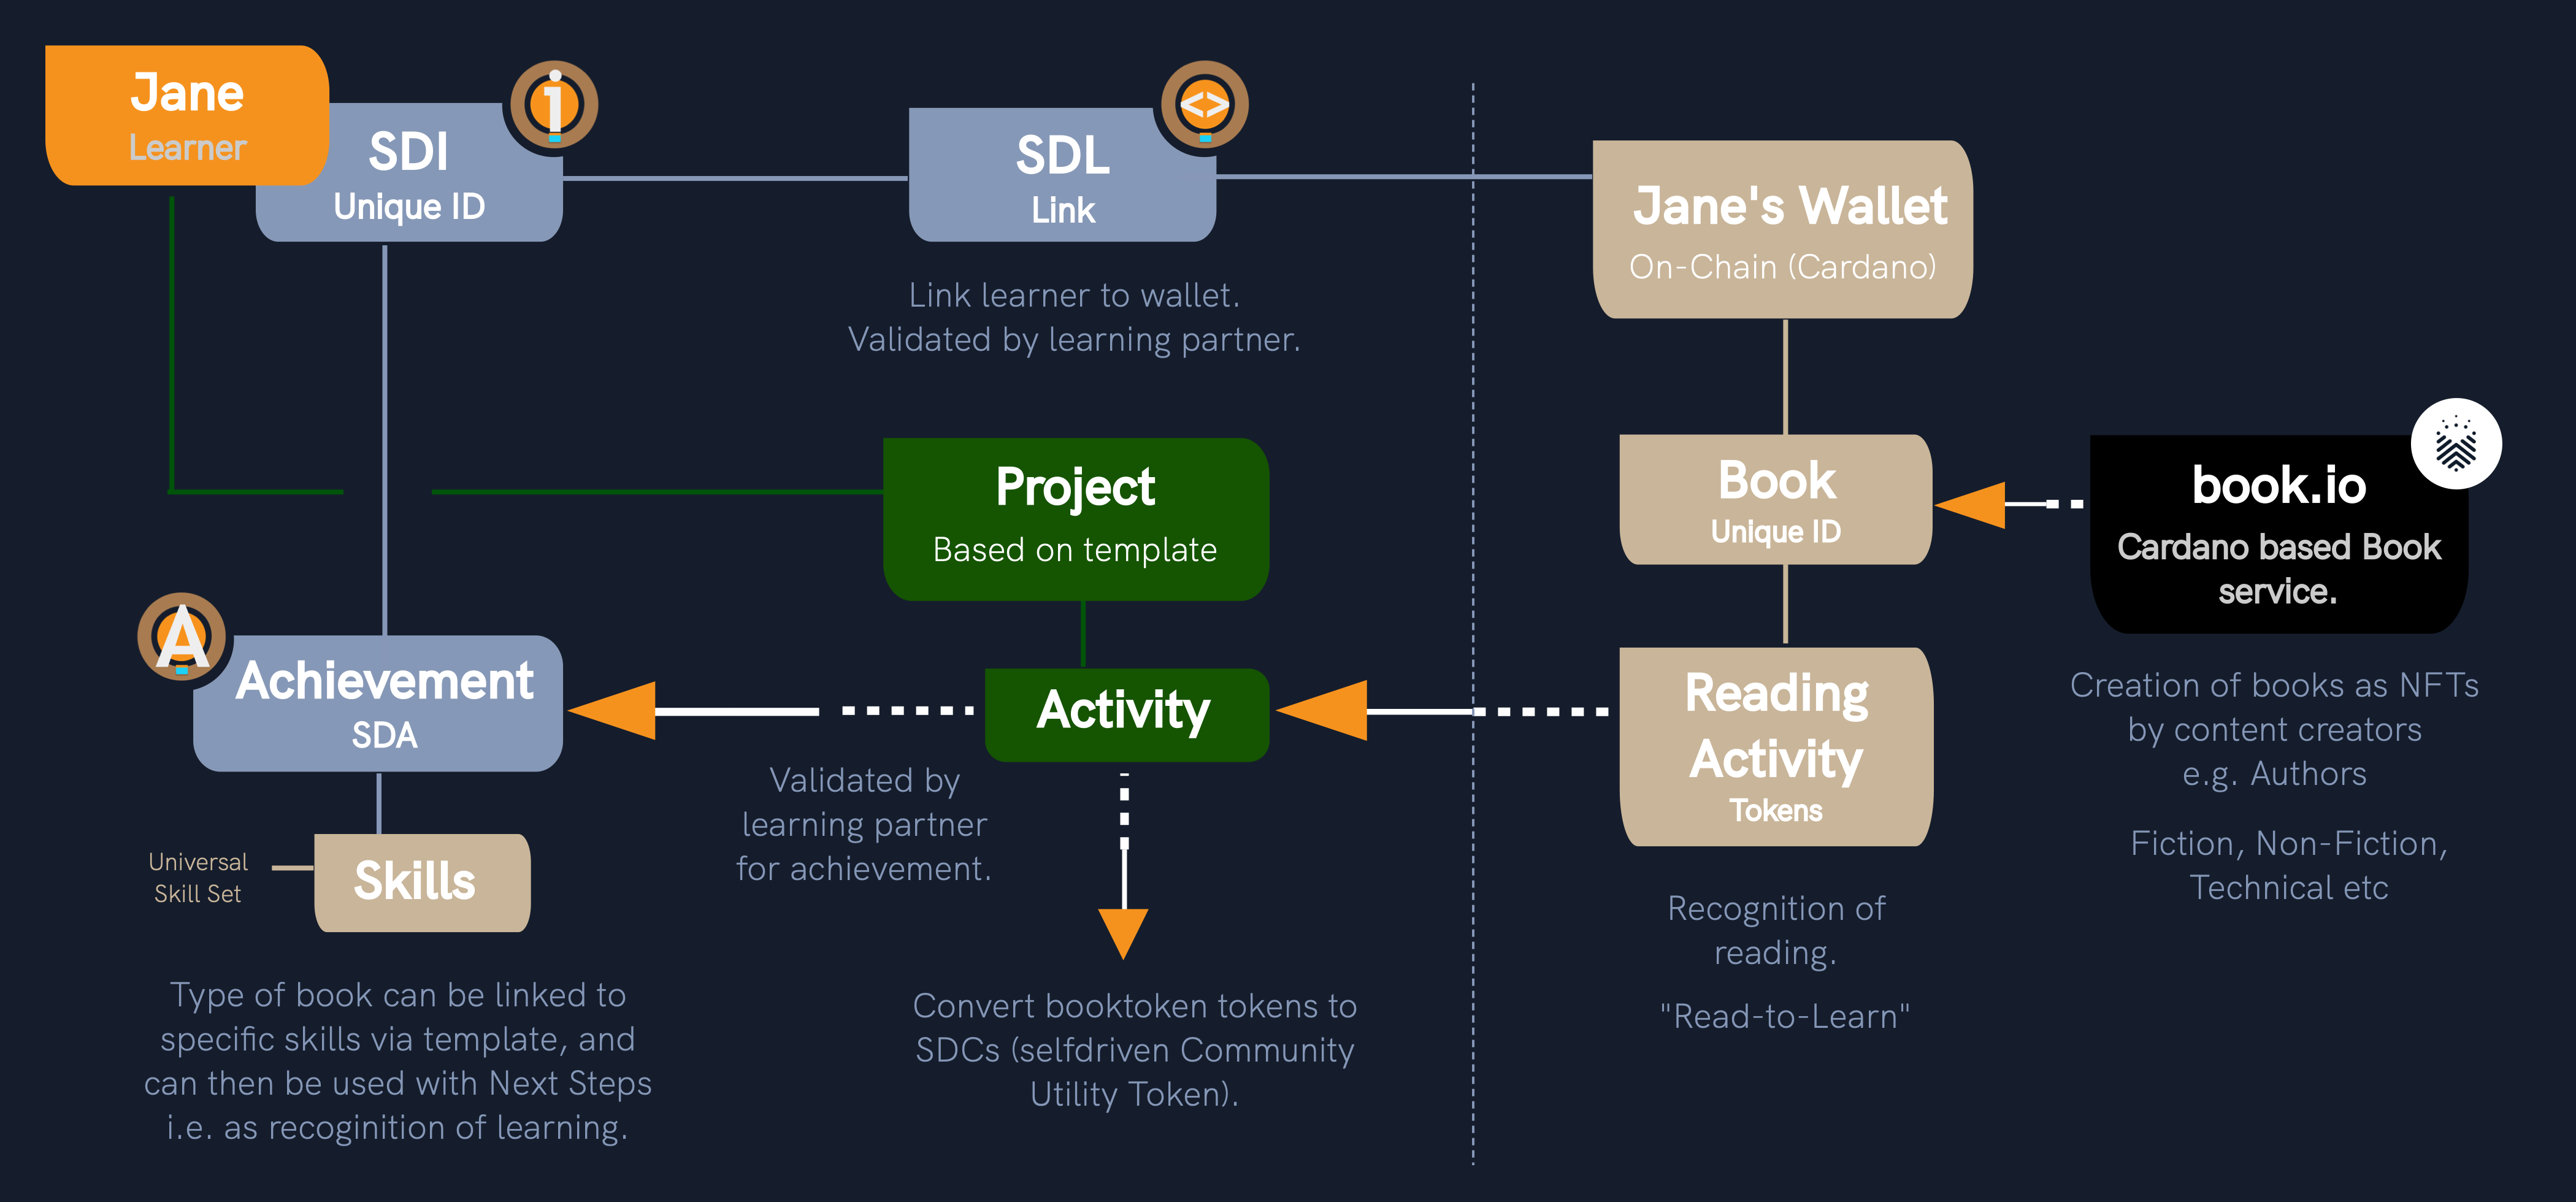 Jane
Learner
i
SDI
Unique ID
<>
SDL
Link
Link learner to wallet.
Validated by learning partner.
Jane's Wallet
On-Chain (Cardano)
Project
Based on template
Book
Unique ID
book.io
Cardano based Book
service.
A
Achievement
SDA
Activity
Reading
Activity
Tokens
Creation of books as NFTs
by content creators
e.g. Authors
Fiction, Non-Fiction,
Technical etc
Validated by
learning partner
for achievement.
Universal
Skill Set
Skills
Recognition of
reading.
"Read-to-Learn"
Type of book can be linked to
specific skills via template, and
can then be used with Next Steps
i.e. as recoginition of learning.
Convert booktoken tokens to
SDCs (selfdriven Community
Utility Token).